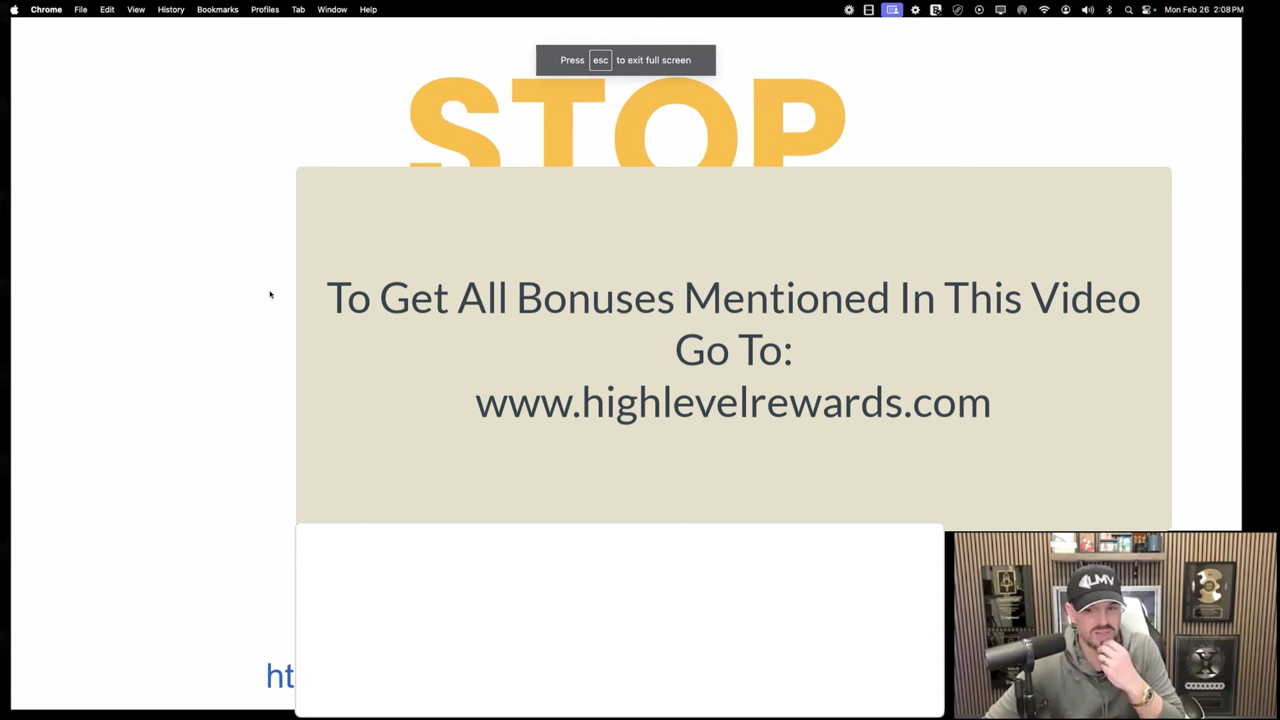 Chrome File Edit View History Bookmarks Profiles Tab Window Help Mon Feb 26 2:08 PM
Press esc to exit full screen
STOP
To Get All Bonuses Mentioned In This Video
Go To:
www.highlevelrewards.com
ht
LMV